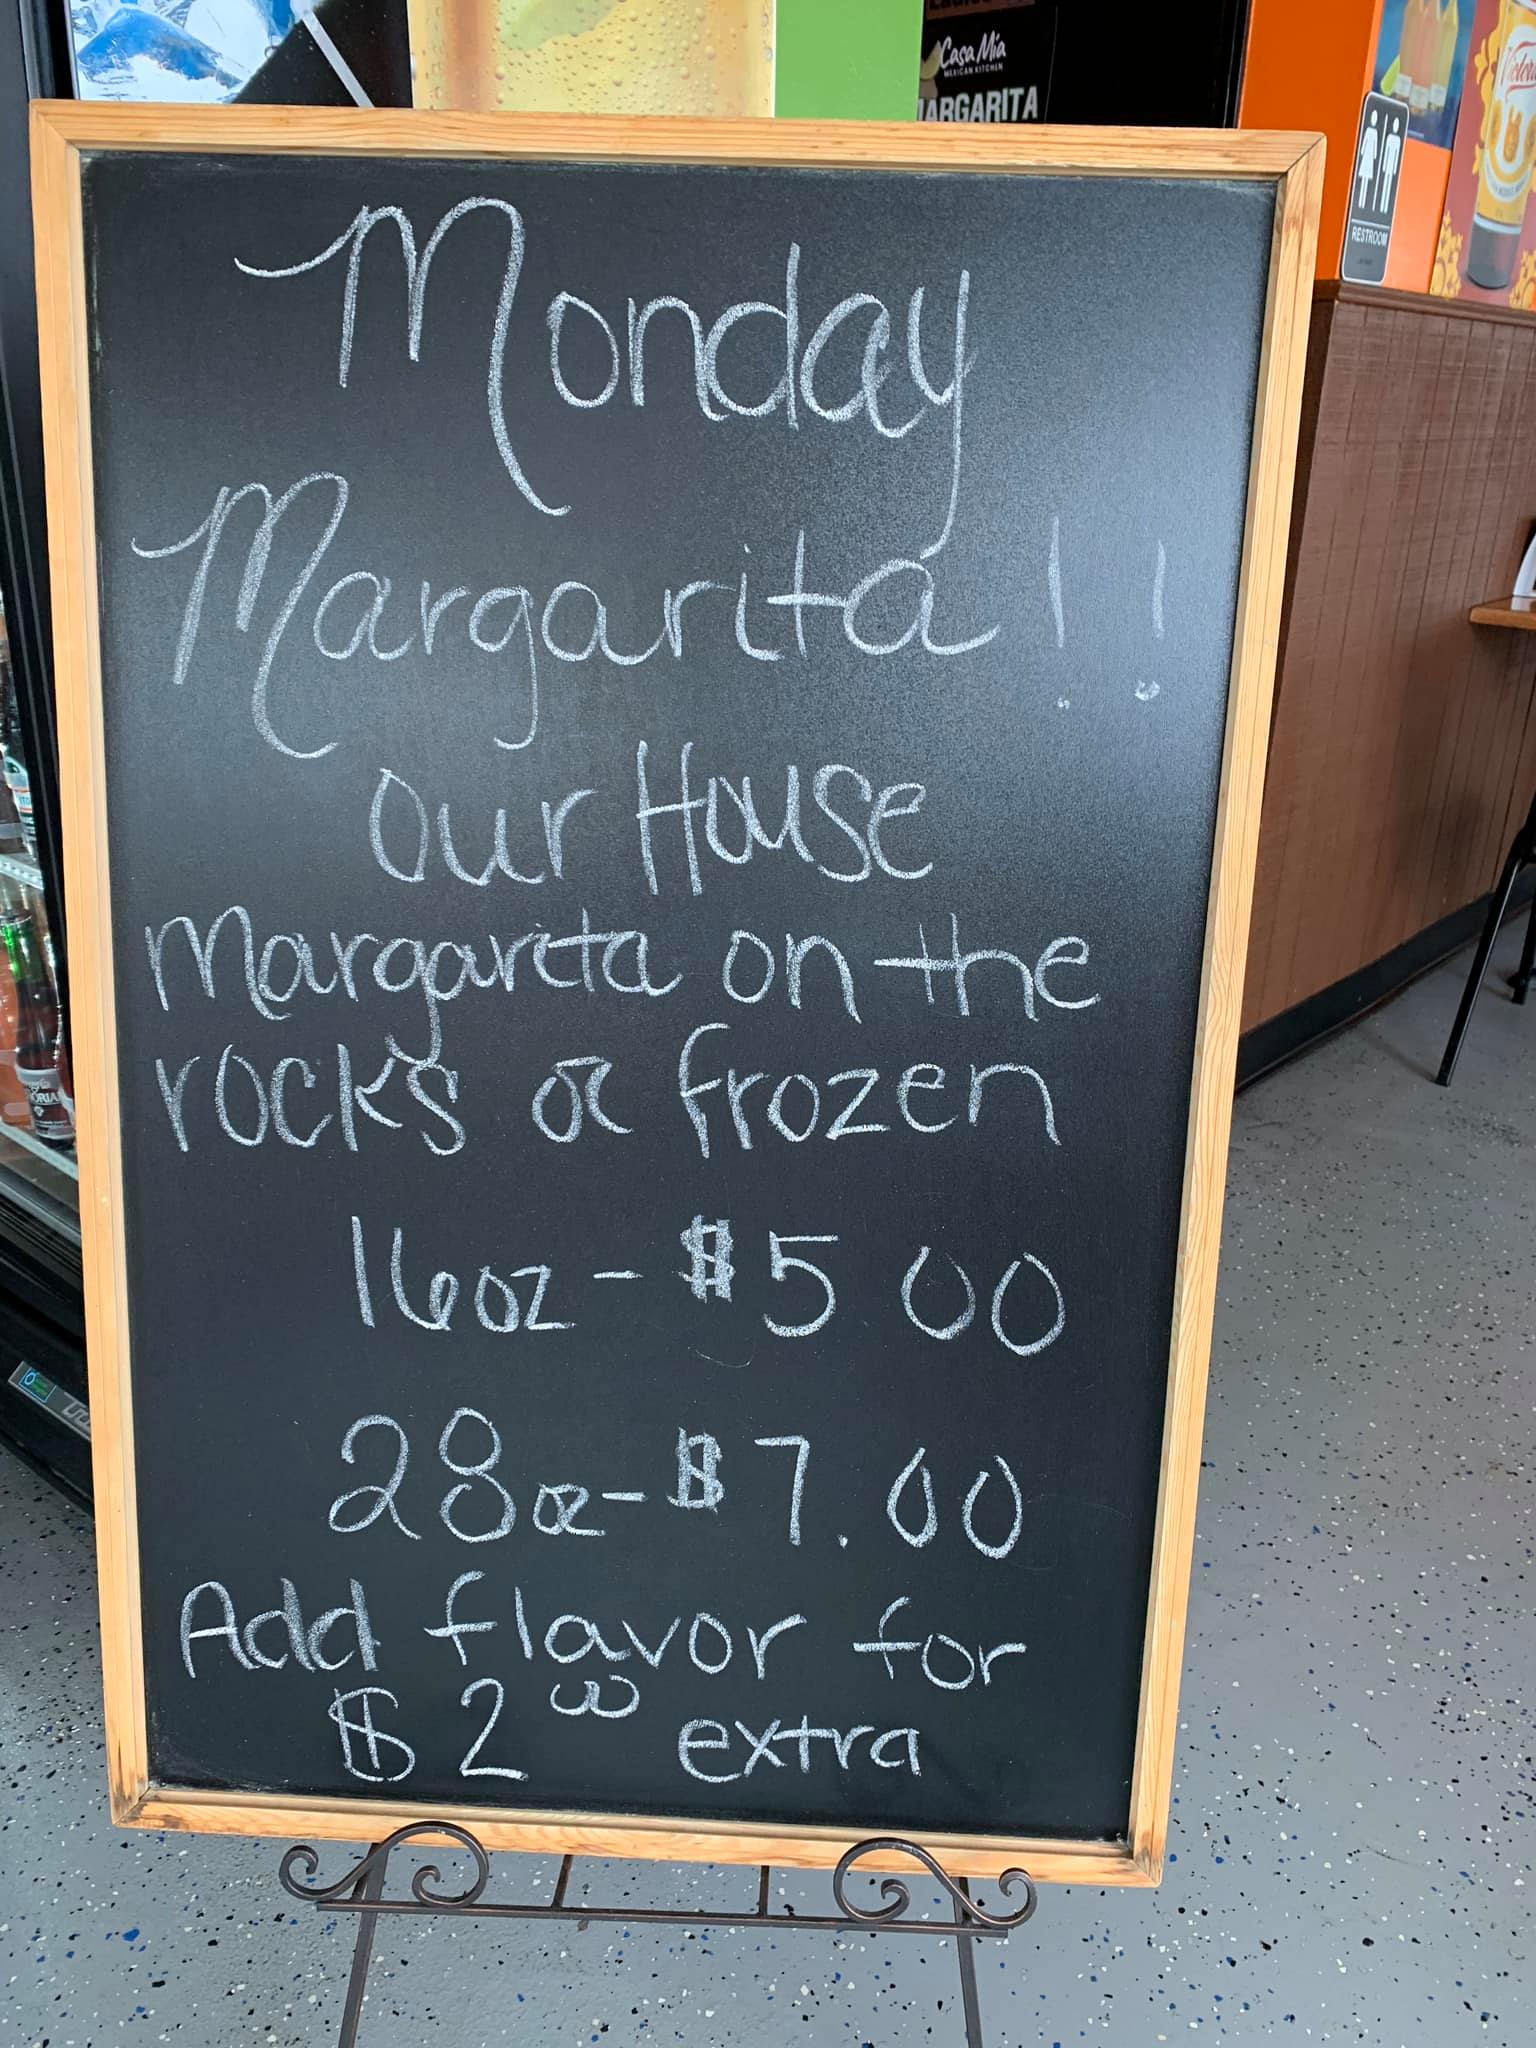 Casa Mia
MEXICAN KITCHEN
MARGARITA
RESTROOM
Monday
Margarita!!
Our House
Margarita on the
rocks or frozen
16oz - $5 00
28oz - $7.00
Add flavor for
$2 00 extra